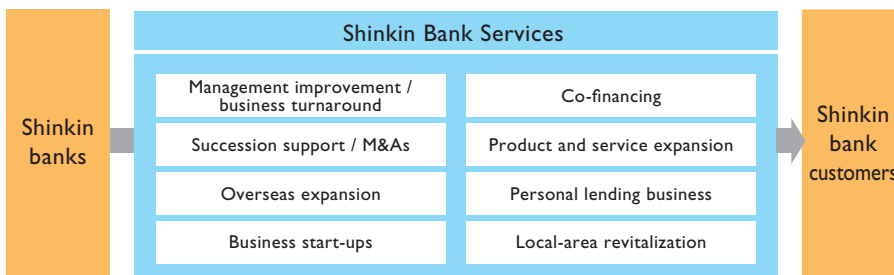 Shinkin Bank Services
Shinkin
banks
Management improvement /
business turnaround
Co-financing
Succession support / M&As
Product and service expansion
Overseas expansion
Personal lending business
Business start-ups
Local-area revitalization
Shinkin
bank
customers